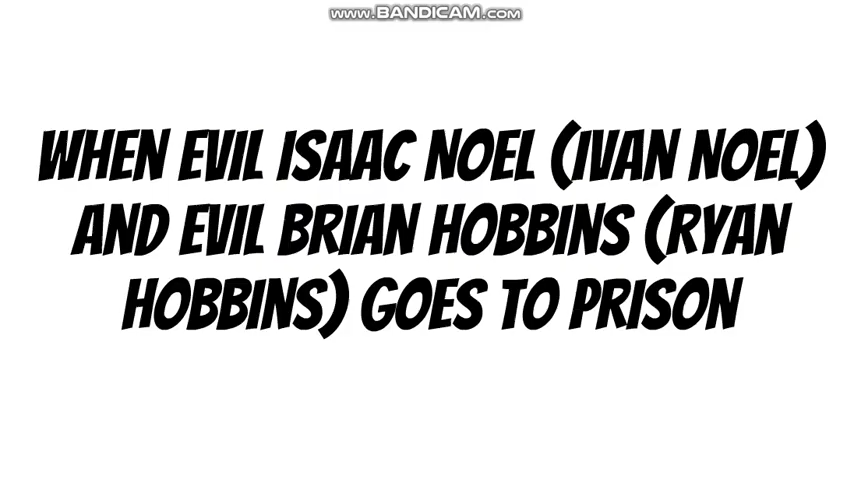 www.BANDICAM.com
WHEN EVIL ISAAC NOEL (IVAN NOEL)
AND EVIL BRIAN HOBBINS (RYAN
HOBBINS) GOES TO PRISON